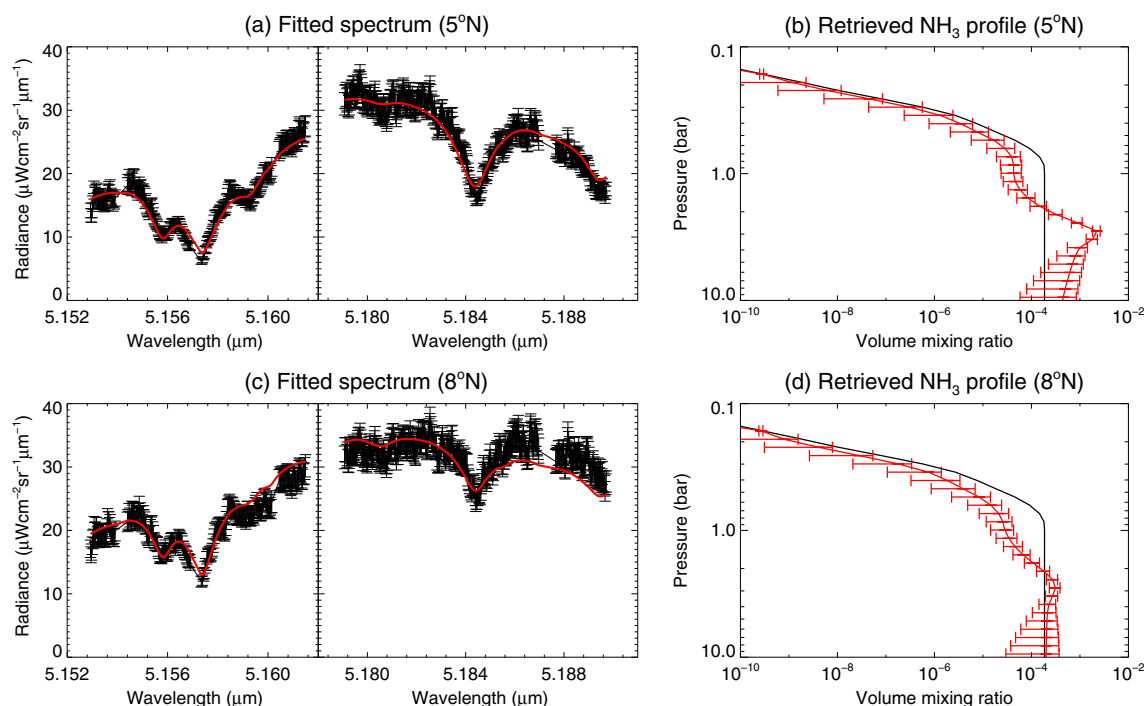 (a) Fitted spectrum (5°N)
40
30
20
10
0
Radiance (μWcm⁻²sr⁻¹μm⁻¹)
5.152 5.156 5.160 5.180 5.184 5.188
Wavelength (μm) Wavelength (μm)
(b) Retrieved NH₃ profile (5°N)
0.1
1.0
10.0
Pressure (bar)
10⁻¹⁰ 10⁻⁸ 10⁻⁶ 10⁻⁴ 10⁻²
Volume mixing ratio
(c) Fitted spectrum (8°N)
40
30
20
10
0
Radiance (μWcm⁻²sr⁻¹μm⁻¹)
5.152 5.156 5.160 5.180 5.184 5.188
Wavelength (μm) Wavelength (μm)
(d) Retrieved NH₃ profile (8°N)
0.1
1.0
10.0
Pressure (bar)
10⁻¹⁰ 10⁻⁸ 10⁻⁶ 10⁻⁴ 10⁻²
Volume mixing ratio